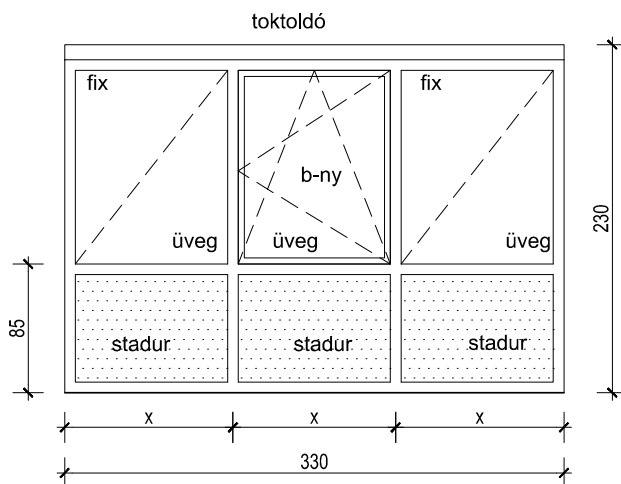 toktoldó
fix
fix
b-ny
üveg
üveg
üveg
230
85
stadur
stadur
stadur
x
x
x
330